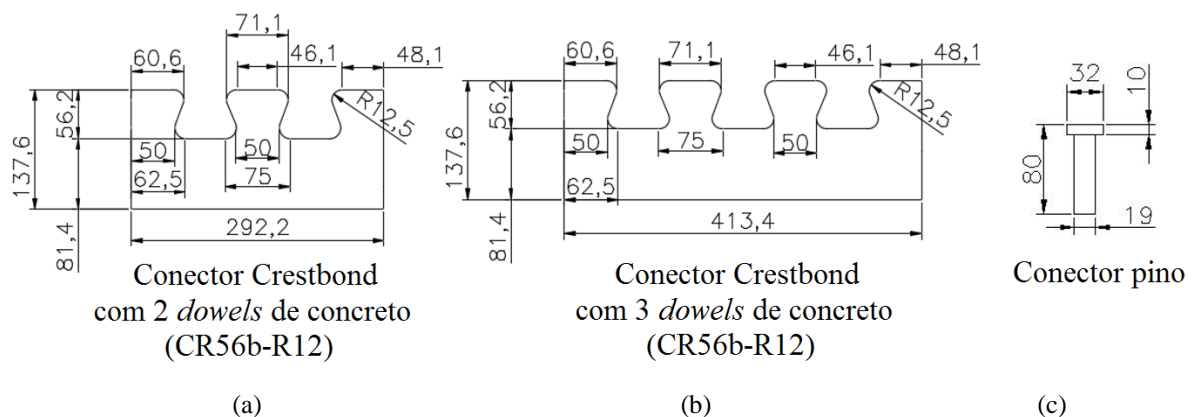 71,1
60,6
46,1
48,1
R12,5
56,2
137,6
50
50
62,5
75
81,4
292,2
Conector Crestbond
com 2 dowels de concreto
(CR56b-R12)
(a)
60,6
71,1
46,1
48,1
R12,5
56,2
137,6
50
75
50
62,5
81,4
413,4
Conector Crestbond
com 3 dowels de concreto
(CR56b-R12)
(b)
32
10
80
19
Conector pino
(c)